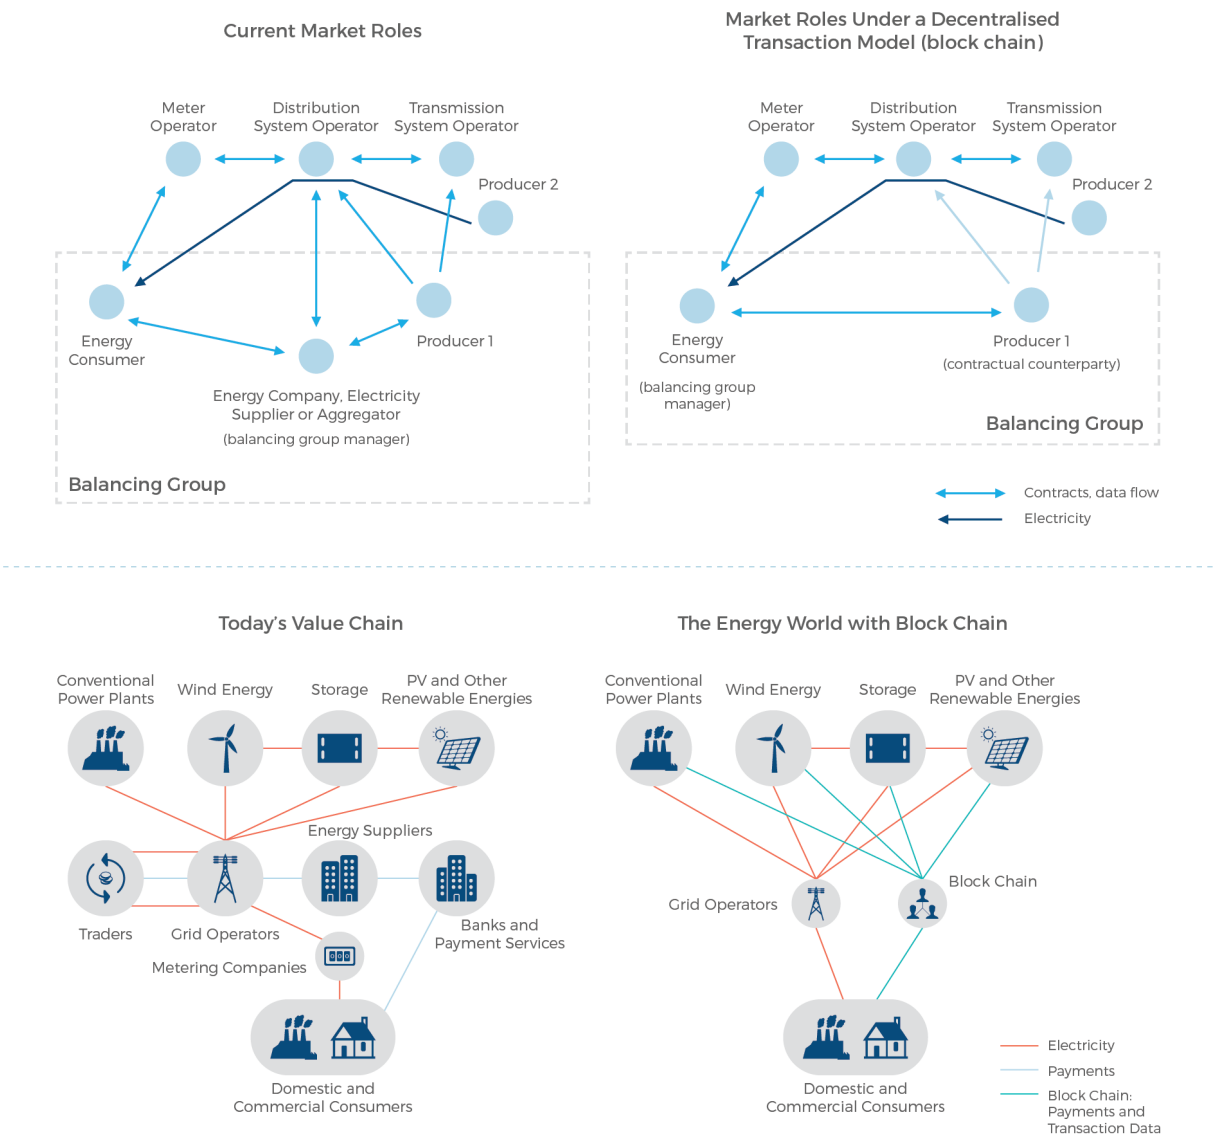 Current Market Roles
Market Roles Under a Decentralised
Transaction Model (block chain)
Meter
Operator
Distribution
System Operator
Transmission
System Operator
Producer 2
Energy
Consumer
Producer 1
Energy Company, Electricity
Supplier or Aggregator
(balancing group manager)
Balancing Group
Meter
Operator
Distribution
System Operator
Transmission
System Operator
Producer 2
Energy
Consumer
(balancing group
manager)
Producer 1
(contractual counterparty)
Balancing Group
Contracts, data flow
Electricity
Today's Value Chain
Conventional
Power Plants
Wind Energy
Storage
PV and Other
Renewable Energies
Energy Suppliers
Traders
Grid Operators
Banks and
Payment Services
Metering Companies
000
Domestic and
Commercial Consumers
The Energy World with Block Chain
Conventional
Power Plants
Wind Energy
Storage
PV and Other
Renewable Energies
Grid Operators
Block Chain
Domestic and
Commercial Consumers
Electricity
Payments
Block Chain:
Payments and
Transaction Data